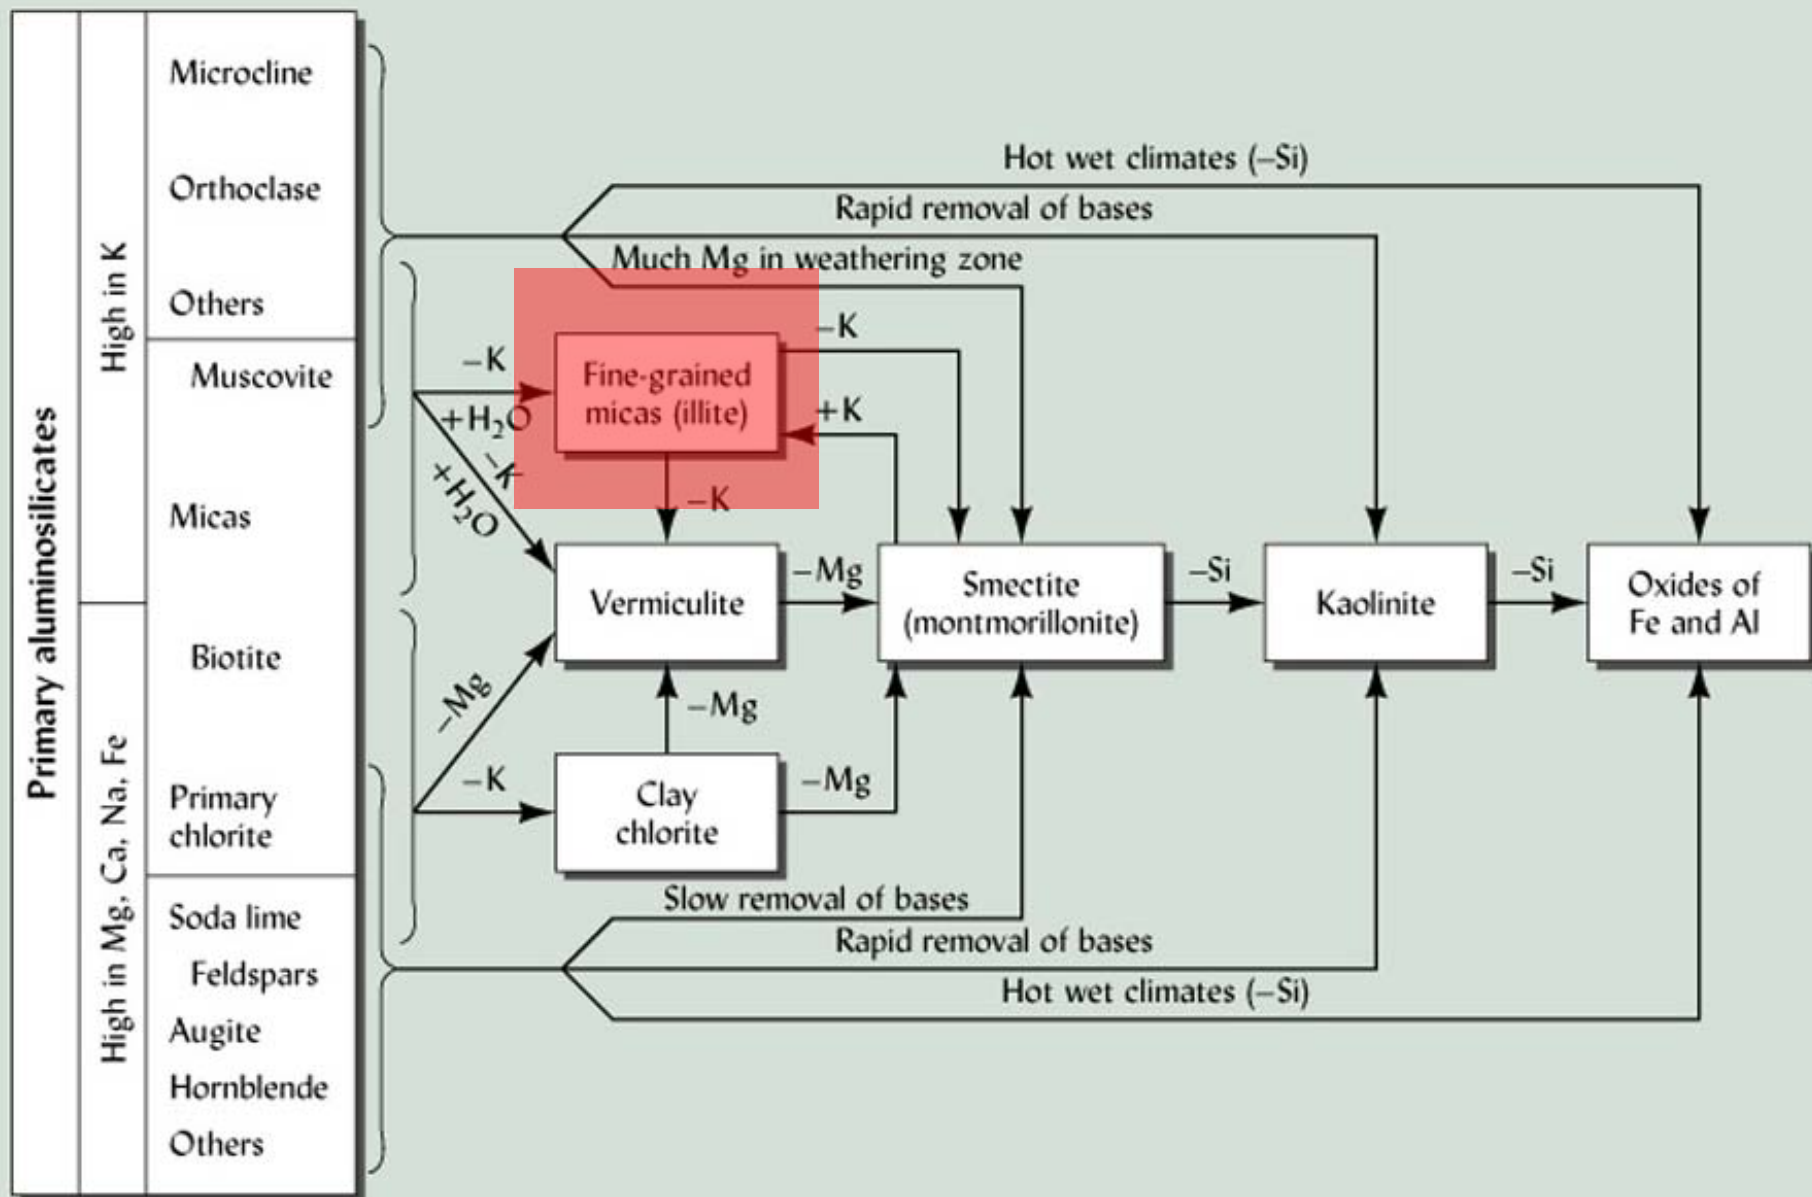 Primary aluminosilicates
High in K
High in Mg, Ca, Na, Fe
Microcline
Orthoclase
Others
Muscovite
Micas
Biotite
Primary
chlorite
Soda lime
Feldspars
Augite
Hornblende
Others
Hot wet climates (–Si)
Rapid removal of bases
Much Mg in weathering zone
–K
+H₂O
–K
+H₂O
Fine-grained
micas (illite)
–K
+K
–K
Vermiculite
–Mg
Smectite
(montmorillonite)
–Si
Kaolinite
–Si
Oxides of
Fe and Al
–Mg
–K
–Mg
Clay
chlorite
–Mg
Slow removal of bases
Rapid removal of bases
Hot wet climates (–Si)